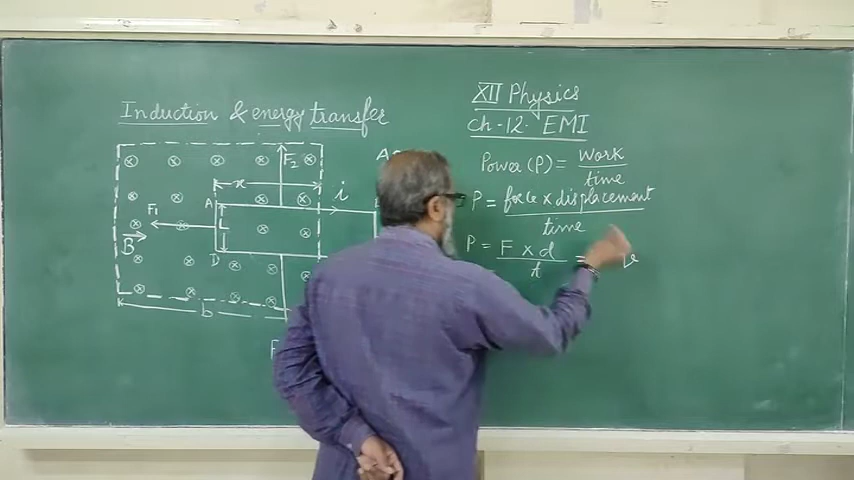 Induction & energy transfer
F₂
x
i
A
F₁
L
B
D
b
F
XII Physics
Ch-12. EMI
Power (P) = Work / time
P = force x displacement / time
P = F x d / t = v